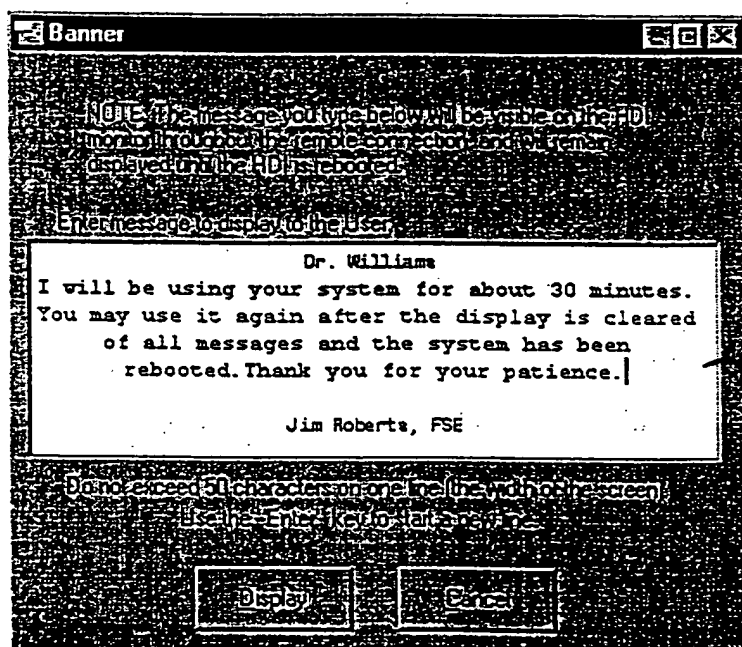 Banner
NOTE: The message you type below will be visible on the RDI
monitor throughout the remote connection, and will remain
displayed until the RDI is rebooted.
Enter message to display to the User:
Dr. Williams
I will be using your system for about 30 minutes.
You may use it again after the display is cleared
of all messages and the system has been
rebooted.Thank you for your patience.
Jim Roberts, FSE
Do not exceed 50 characters on one line (the width of the screen)
Use the <Enter> Key to start a new line.
Display
Cancel